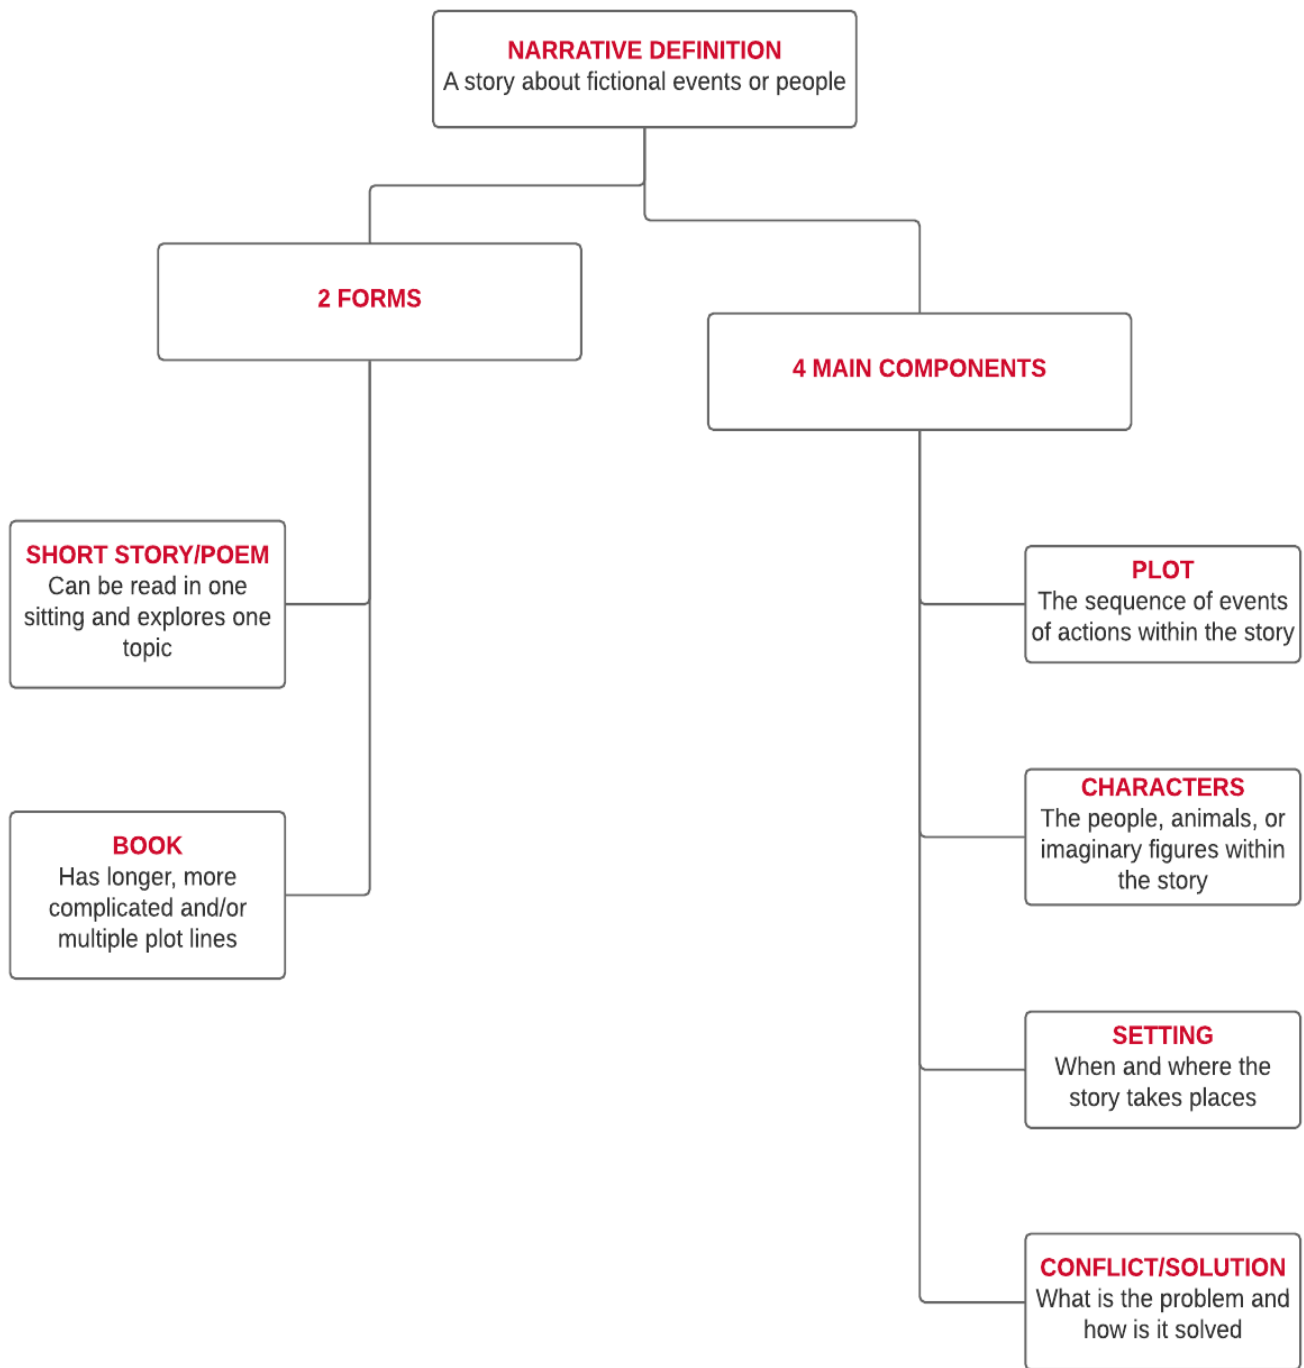 NARRATIVE DEFINITION
A story about fictional events or people
2 FORMS
4 MAIN COMPONENTS
SHORT STORY/POEM
Can be read in one
sitting and explores one
topic
BOOK
Has longer, more
complicated and/or
multiple plot lines
PLOT
The sequence of events
of actions within the story
CHARACTERS
The people, animals, or
imaginary figures within
the story
SETTING
When and where the
story takes places
CONFLICT/SOLUTION
What is the problem and
how is it solved